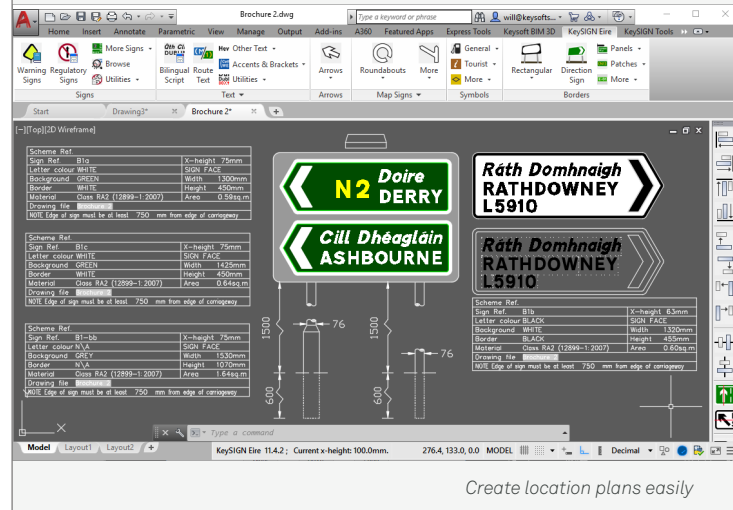 Brochure 2.dwg
Type a keyword or phrase
will@keysofts...
Home Insert Annotate Parametric View Manage Output Add-ins A360 Featured Apps Express Tools Keysoft BIM 3D KeySIGN Eire KeySIGN Tools
More Signs
Browse
Utilities
Warning Signs
Regulatory Signs
Signs
Bilingual Script
Route Text
Other Text
Accents & Brackets
Utilities
Text
Arrows
Arrows
Roundabouts
More
Map Signs
General
Tourist
More
Symbols
Rectangular
Direction Sign
Panels
Patches
More
Borders
Start Drawing3* Brochure 2*
[−][Top][2D Wireframe]
Scheme Ref.
Sign Ref. B1a X-height 75mm
Letter colour WHITE SIGN FACE
Background GREEN Width 1300mm
Border WHITE Height 450mm
Material Class RA2 (12899-1:2007) Area 0.59sq.m
Drawing file Brochure 2
NOTE Edge of sign must be at least 750 mm from edge of carriageway
Scheme Ref.
Sign Ref. B1c X-height 75mm
Letter colour WHITE SIGN FACE
Background GREEN Width 1425mm
Border WHITE Height 450mm
Material Class RA2 (12899-1:2007) Area 0.64sq.m
Drawing file Brochure 2
NOTE Edge of sign must be at least 750 mm from edge of carriageway
Scheme Ref.
Sign Ref. B1-bb X-height 75mm
Letter colour N\A SIGN FACE
Background GREY Width 1530mm
Border N\A Height 1070mm
Material Class RA2 (12899-1:2007) Area 1.64sq.m
Drawing file Brochure 2
NOTE Edge of sign must be at least 750 mm from edge of carriageway
N2 Doire
DERRY
Cill Dhéagláin
ASHBOURNE
1500
76
1500
76
600
600
Ráth Domhnaigh
RATHDOWNEY
L5910
Ráth Domhnaigh
RATHDOWNEY
L5910
Scheme Ref.
Sign Ref. B1b X-height 63mm
Letter colour BLACK SIGN FACE
Background WHITE Width 1320mm
Border BLACK Height 455mm
Material Class RA2 (12899-1:2007) Area 0.60sq.m
Drawing file Brochure 2
NOTE Edge of sign must be at least 750 mm from edge of carriageway
X
Type a command
Model Layout1 Layout2 +
KeySIGN Eire 11.4.2 ; Current x-height: 100.0mm. 276.4, 133.0, 0.0 MODEL Decimal
Create location plans easily